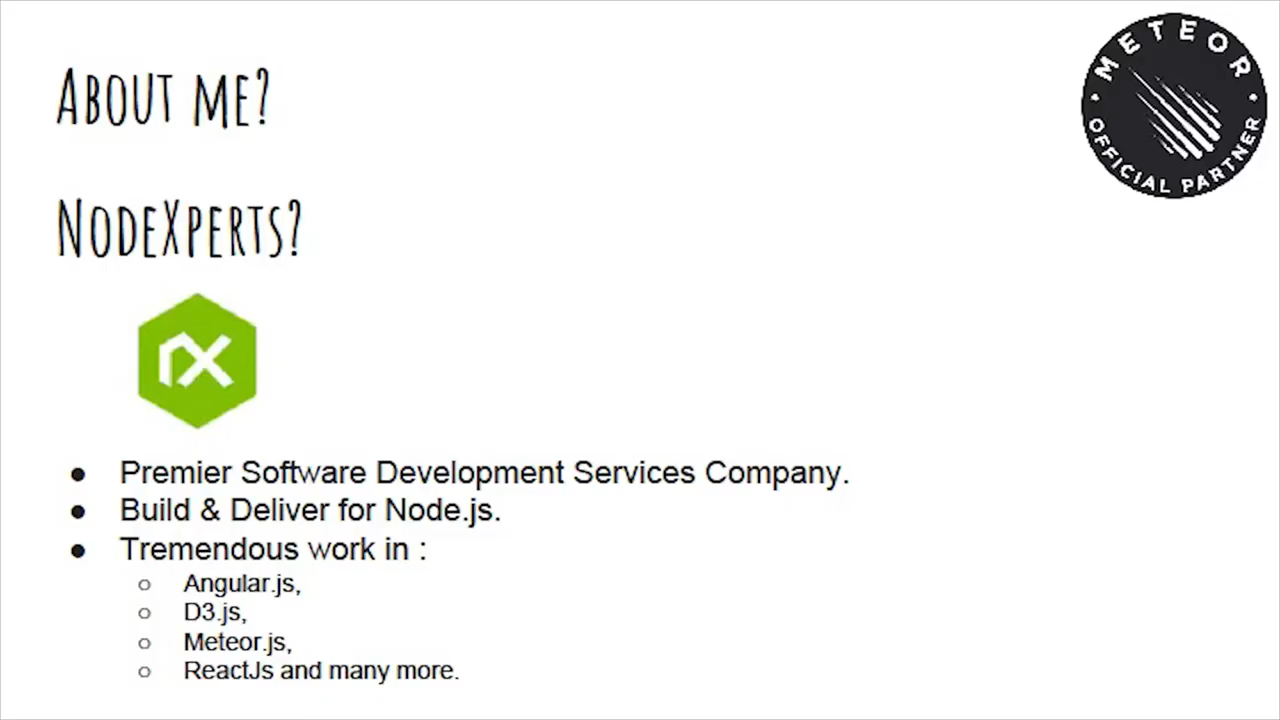 About me?
METEOR
OFFICIAL PARTNER
NodeXperts?
rx
● Premier Software Development Services Company.
● Build & Deliver for Node.js.
● Tremendous work in :
○ Angular.js,
○ D3.js,
○ Meteor.js,
○ ReactJs and many more.